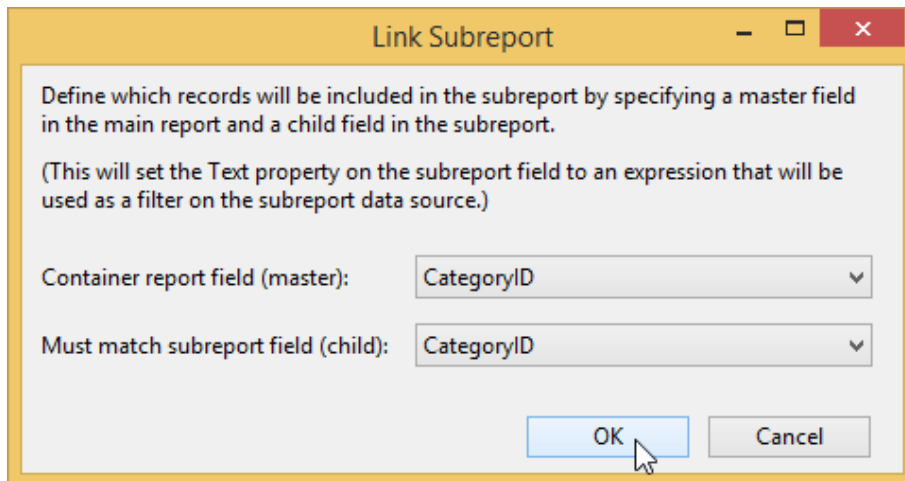 Link Subreport
Define which records will be included in the subreport by specifying a master field
in the main report and a child field in the subreport.
(This will set the Text property on the subreport field to an expression that will be
used as a filter on the subreport data source.)
Container report field (master): CategoryID
Must match subreport field (child): CategoryID
OK Cancel